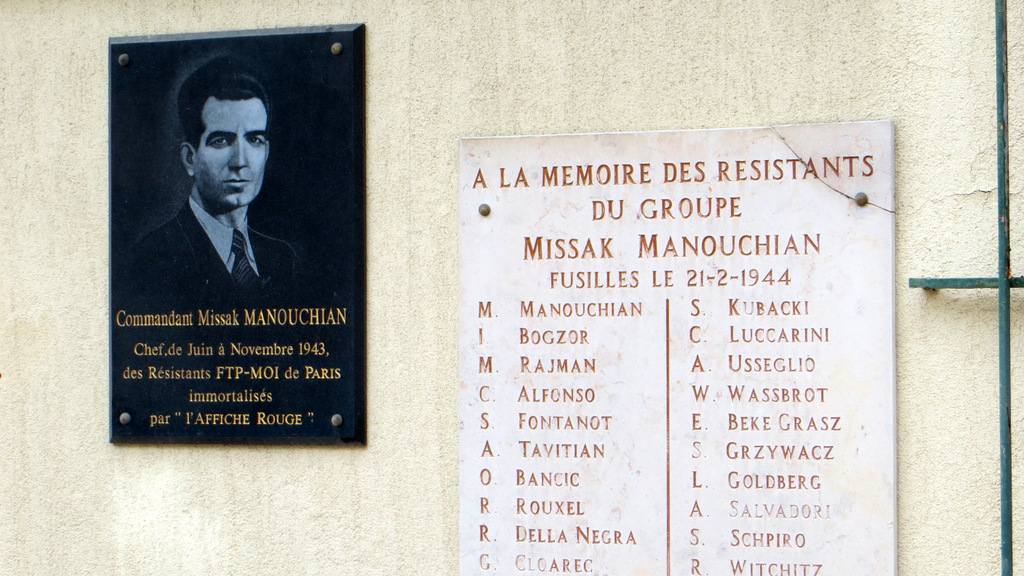 Commandant Missak MANOUCHIAN
Chef, de Juin à Novembre 1943,
des Résistants FTP-MOI de PARIS
immortalisés
par " l'AFFICHE ROUGE "
A LA MEMOIRE DES RESISTANTS
DU GROUPE
MISSAK MANOUCHIAN
FUSILLES LE 21-2-1944
M. MANOUCHIAN
I. BOGZOR
M. RAJMAN
C. ALFONSO
S. FONTANOT
A. TAVITIAN
O. BANCIC
R. ROUXEL
R. DELLA NEGRA
G. CLOAREC
S. KUBACKI
C. LUCCARINI
A. USSEGLIO
W. WASSBROT
E. BEKE GRASZ
S. GRZYWACZ
L. GOLDBERG
A. SALVADORI
S. SCHPIRO
R. WITCHITZ